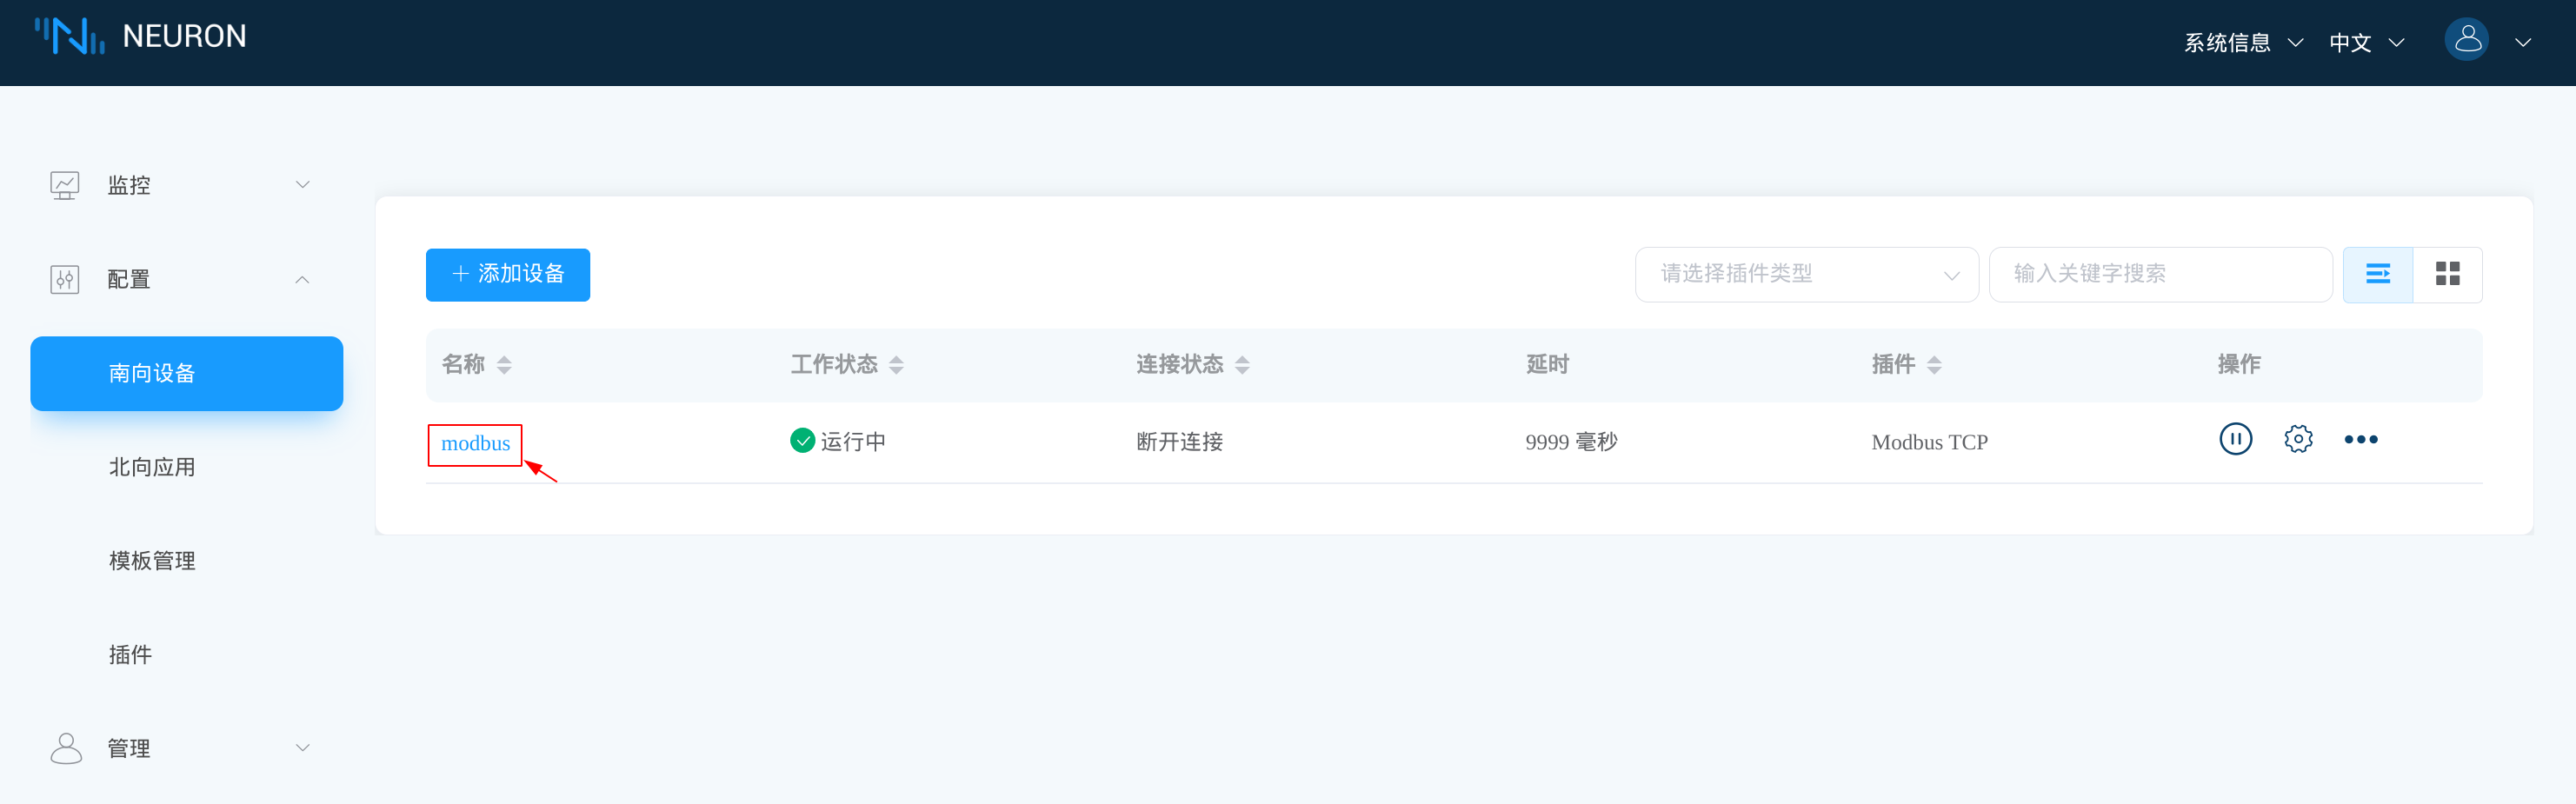 NEURON
系统信息 中文
监控
配置
南向设备
北向应用
模板管理
插件
管理
添加设备 请选择插件类型 输入关键字搜索
名称 工作状态 连接状态 延时 插件 操作
modbus 运行中 断开连接 9999 毫秒 Modbus TCP